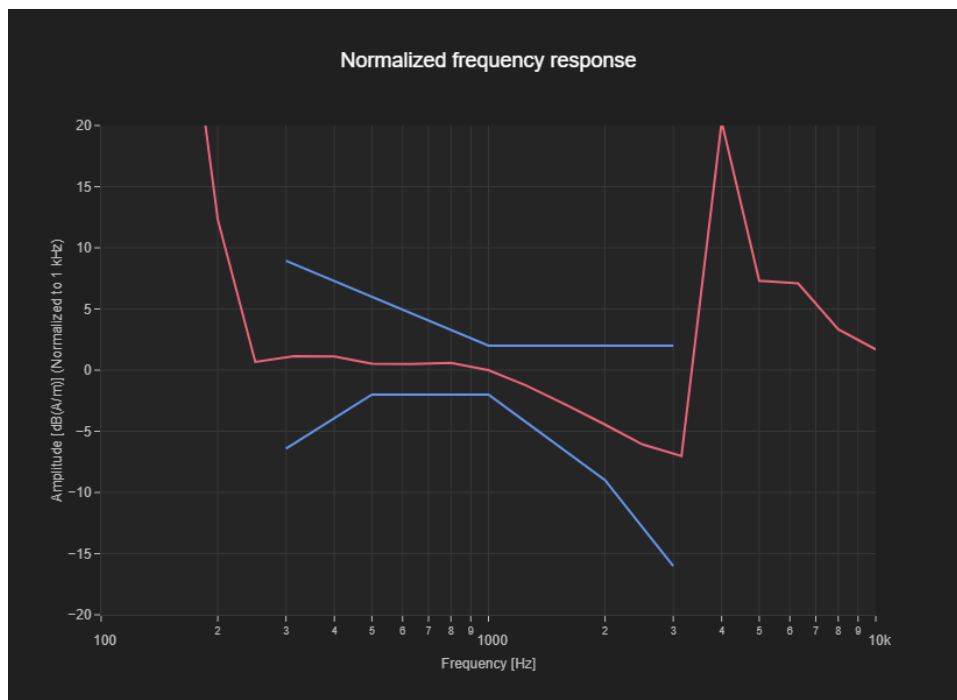 Normalized frequency response
20
15
10
5
0
−5
−10
−15
−20
Amplitude [dB(A/m)] (Normalized to 1 kHz)
100 2 3 4 5 6 7 8 9 1000 2 3 4 5 6 7 8 9 10k
Frequency [Hz]